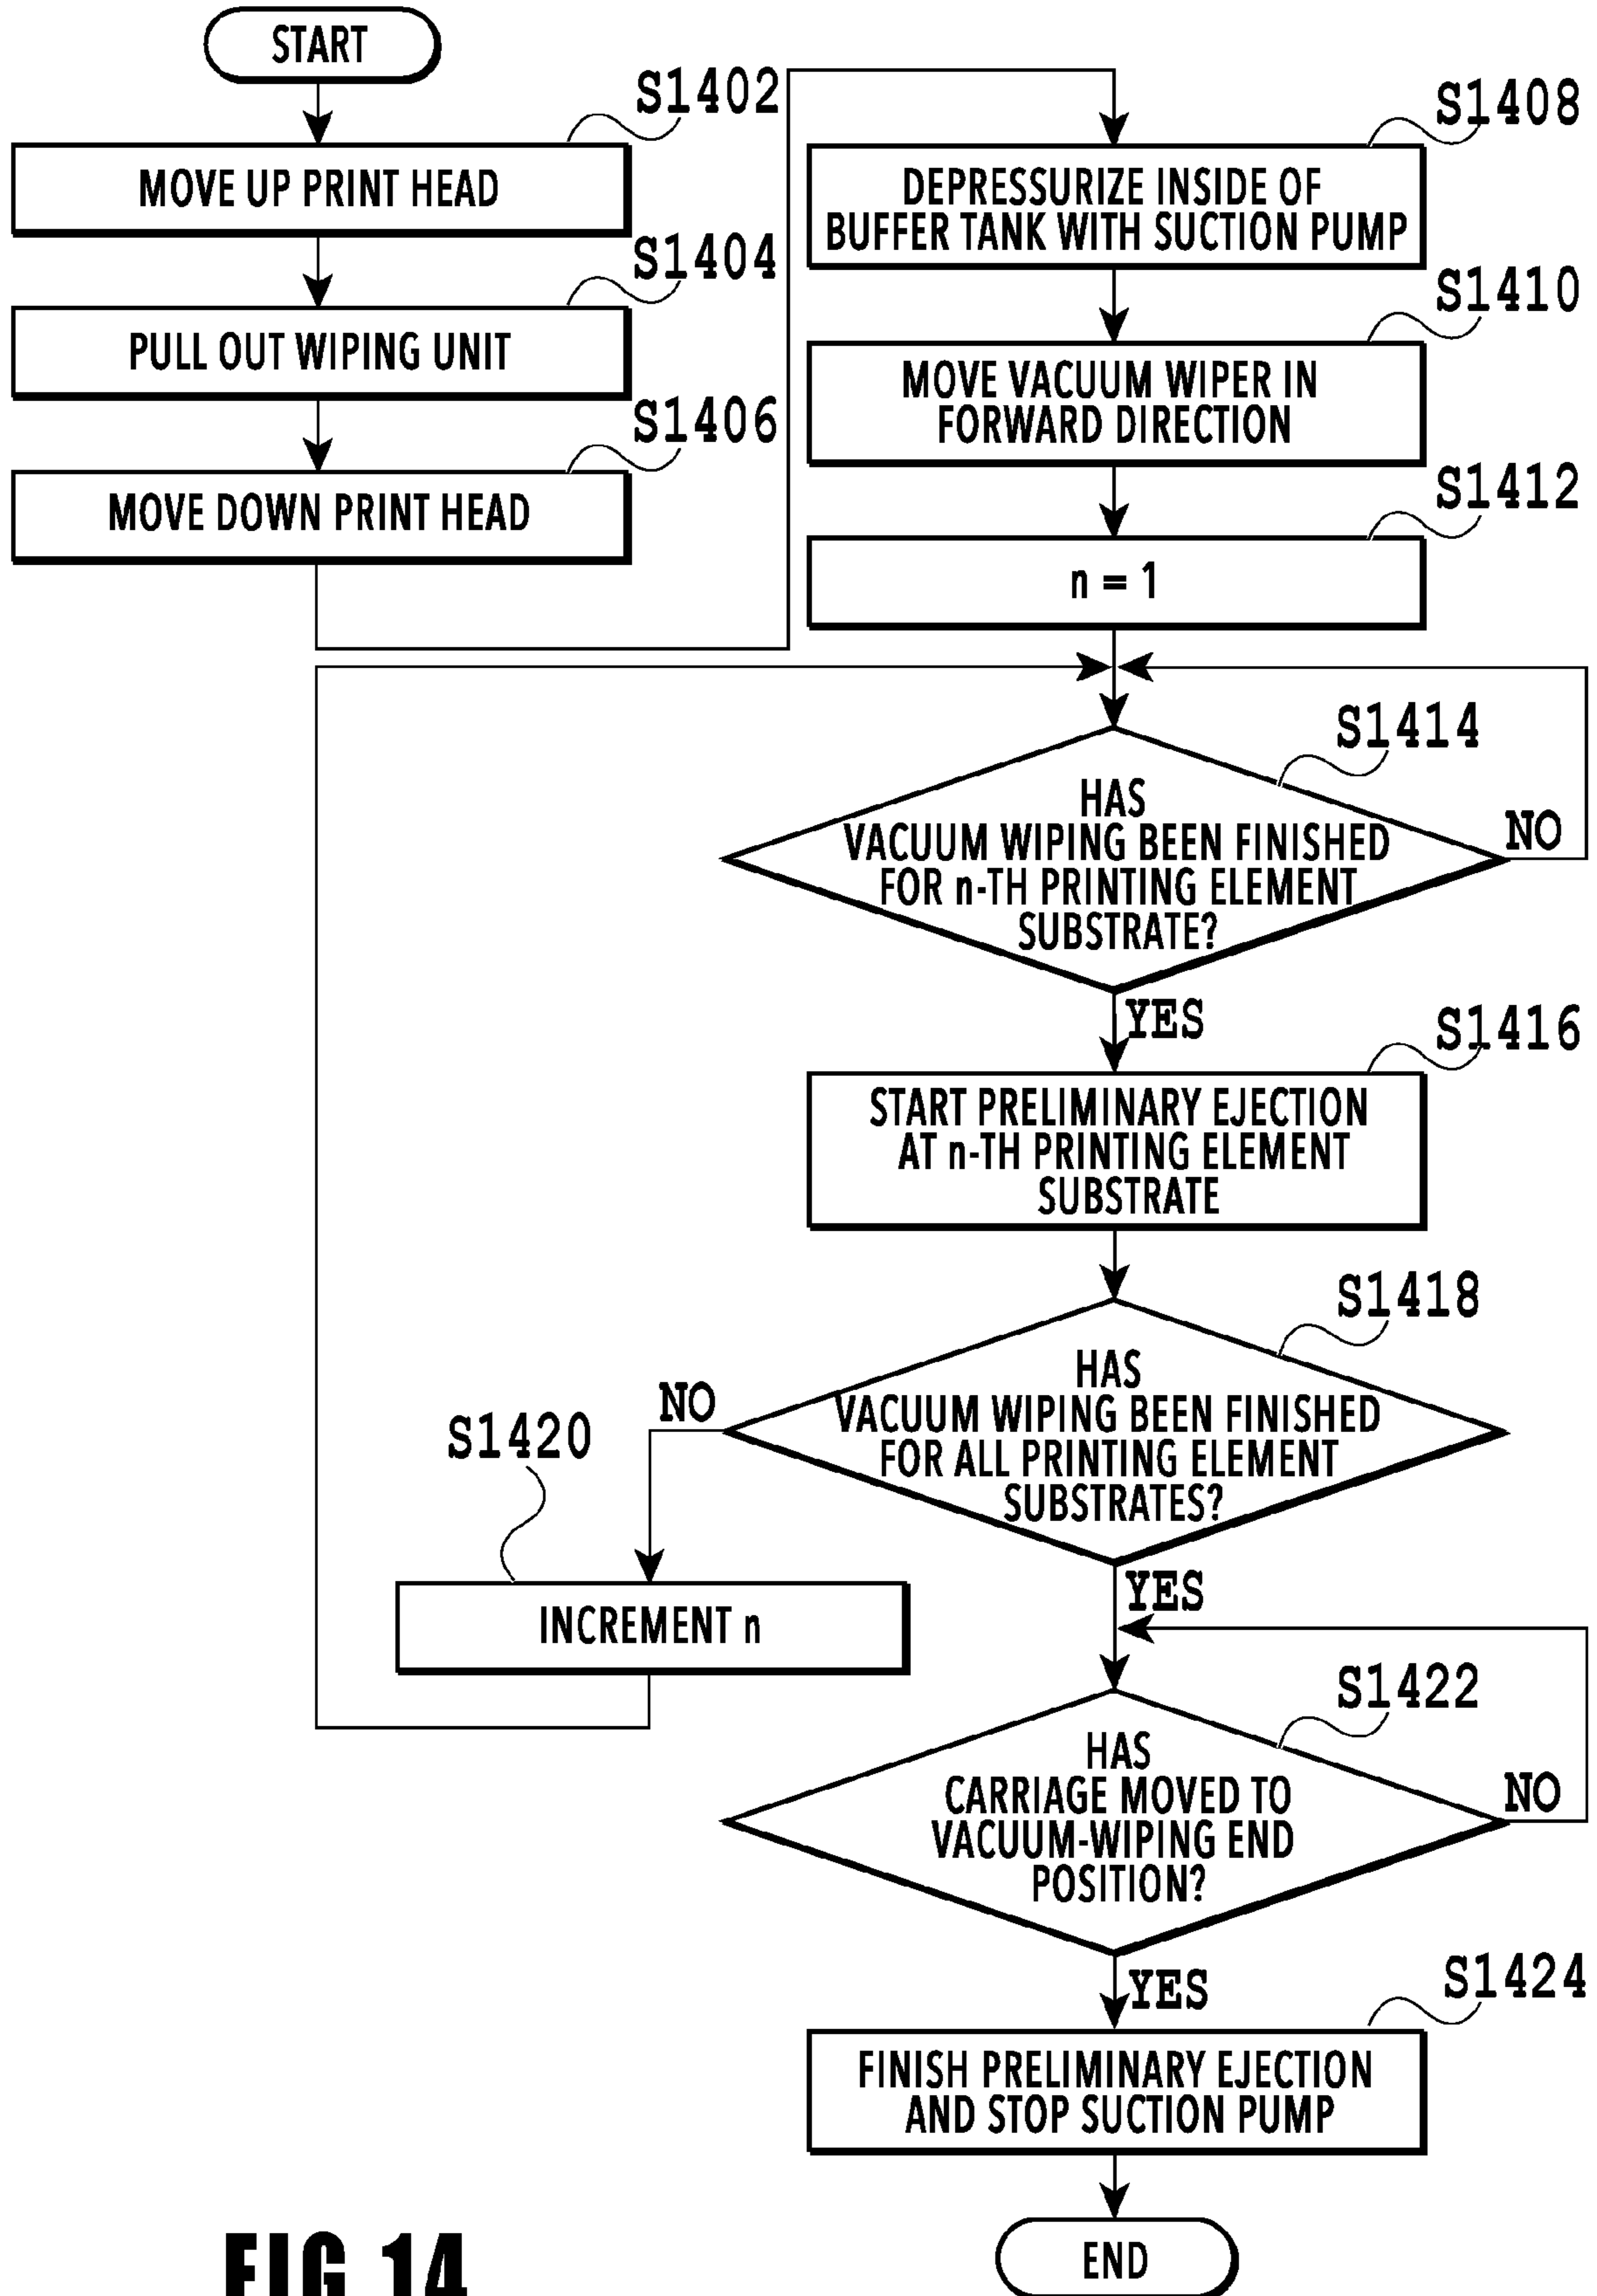 START
S1402
MOVE UP PRINT HEAD
S1404
PULL OUT WIPING UNIT
S1406
MOVE DOWN PRINT HEAD
S1408
DEPRESSURIZE INSIDE OF
BUFFER TANK WITH SUCTION PUMP
S1410
MOVE VACUUM WIPER IN
FORWARD DIRECTION
S1412
n = 1
S1414
HAS
VACUUM WIPING BEEN FINISHED
FOR n-TH PRINTING ELEMENT
SUBSTRATE?
NO
YES
S1416
START PRELIMINARY EJECTION
AT n-TH PRINTING ELEMENT
SUBSTRATE
S1418
HAS
VACUUM WIPING BEEN FINISHED
FOR ALL PRINTING ELEMENT
SUBSTRATES?
NO
S1420
INCREMENT n
YES
S1422
HAS
CARRIAGE MOVED TO
VACUUM-WIPING END
POSITION?
NO
YES
S1424
FINISH PRELIMINARY EJECTION
AND STOP SUCTION PUMP
END
FIG.14